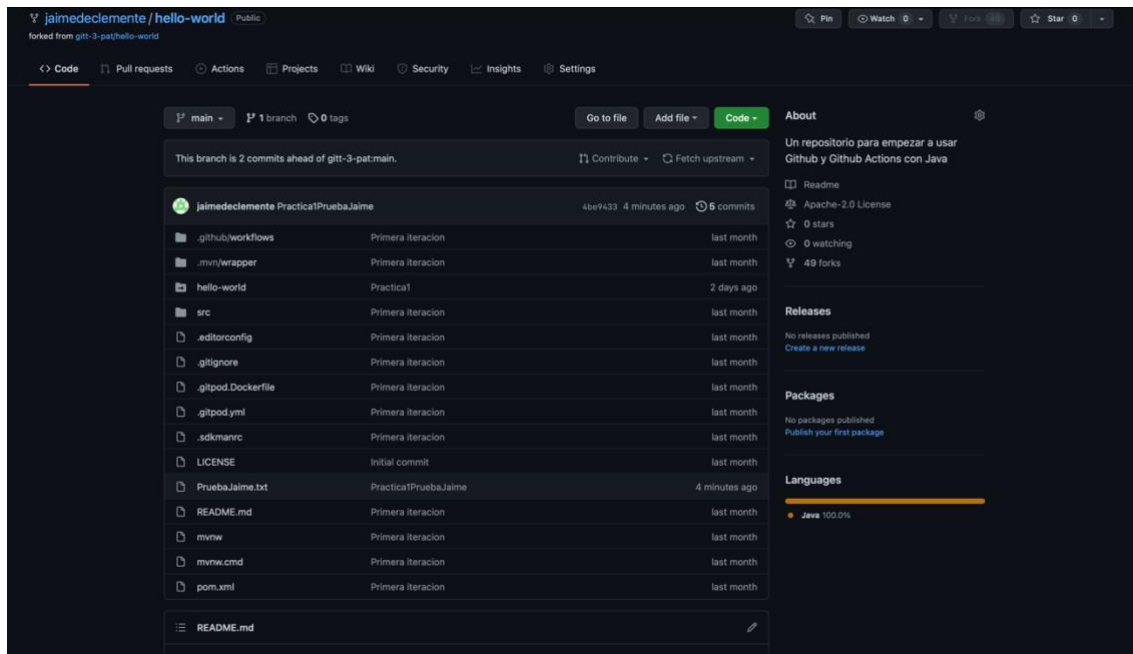 jaimedeclemente / hello-world Public
Pin Watch 0 Fork Star 0
forked from gitt-3-pat/hello-world
<> Code Pull requests Actions Projects Wiki Security Insights Settings
main 1 branch 0 tags Go to file Add file Code
This branch is 2 commits ahead of gitt-3-pat:main. Contribute Fetch upstream
jaimedeclemente Practica1PruebaJaime 4be9433 4 minutes ago 5 commits
.github/workflows Primera iteracion last month
.mvn/wrapper Primera iteracion last month
hello-world Practica1 2 days ago
src Primera iteracion last month
.editorconfig Primera iteracion last month
.gitignore Primera iteracion last month
.gitpod.Dockerfile Primera iteracion last month
.gitpod.yml Primera iteracion last month
.sdkmanrc Primera iteracion last month
LICENSE Initial commit last month
PruebaJaime.txt Practica1PruebaJaime 4 minutes ago
README.md Primera iteracion last month
mvnw Primera iteracion last month
mvnw.cmd Primera iteracion last month
pom.xml Primera iteracion last month
README.md
About
Un repositorio para empezar a usar
Github y Github Actions con Java
Readme
Apache-2.0 License
0 stars
0 watching
49 forks
Releases
No releases published
Create a new release
Packages
No packages published
Publish your first package
Languages
Java 100.0%